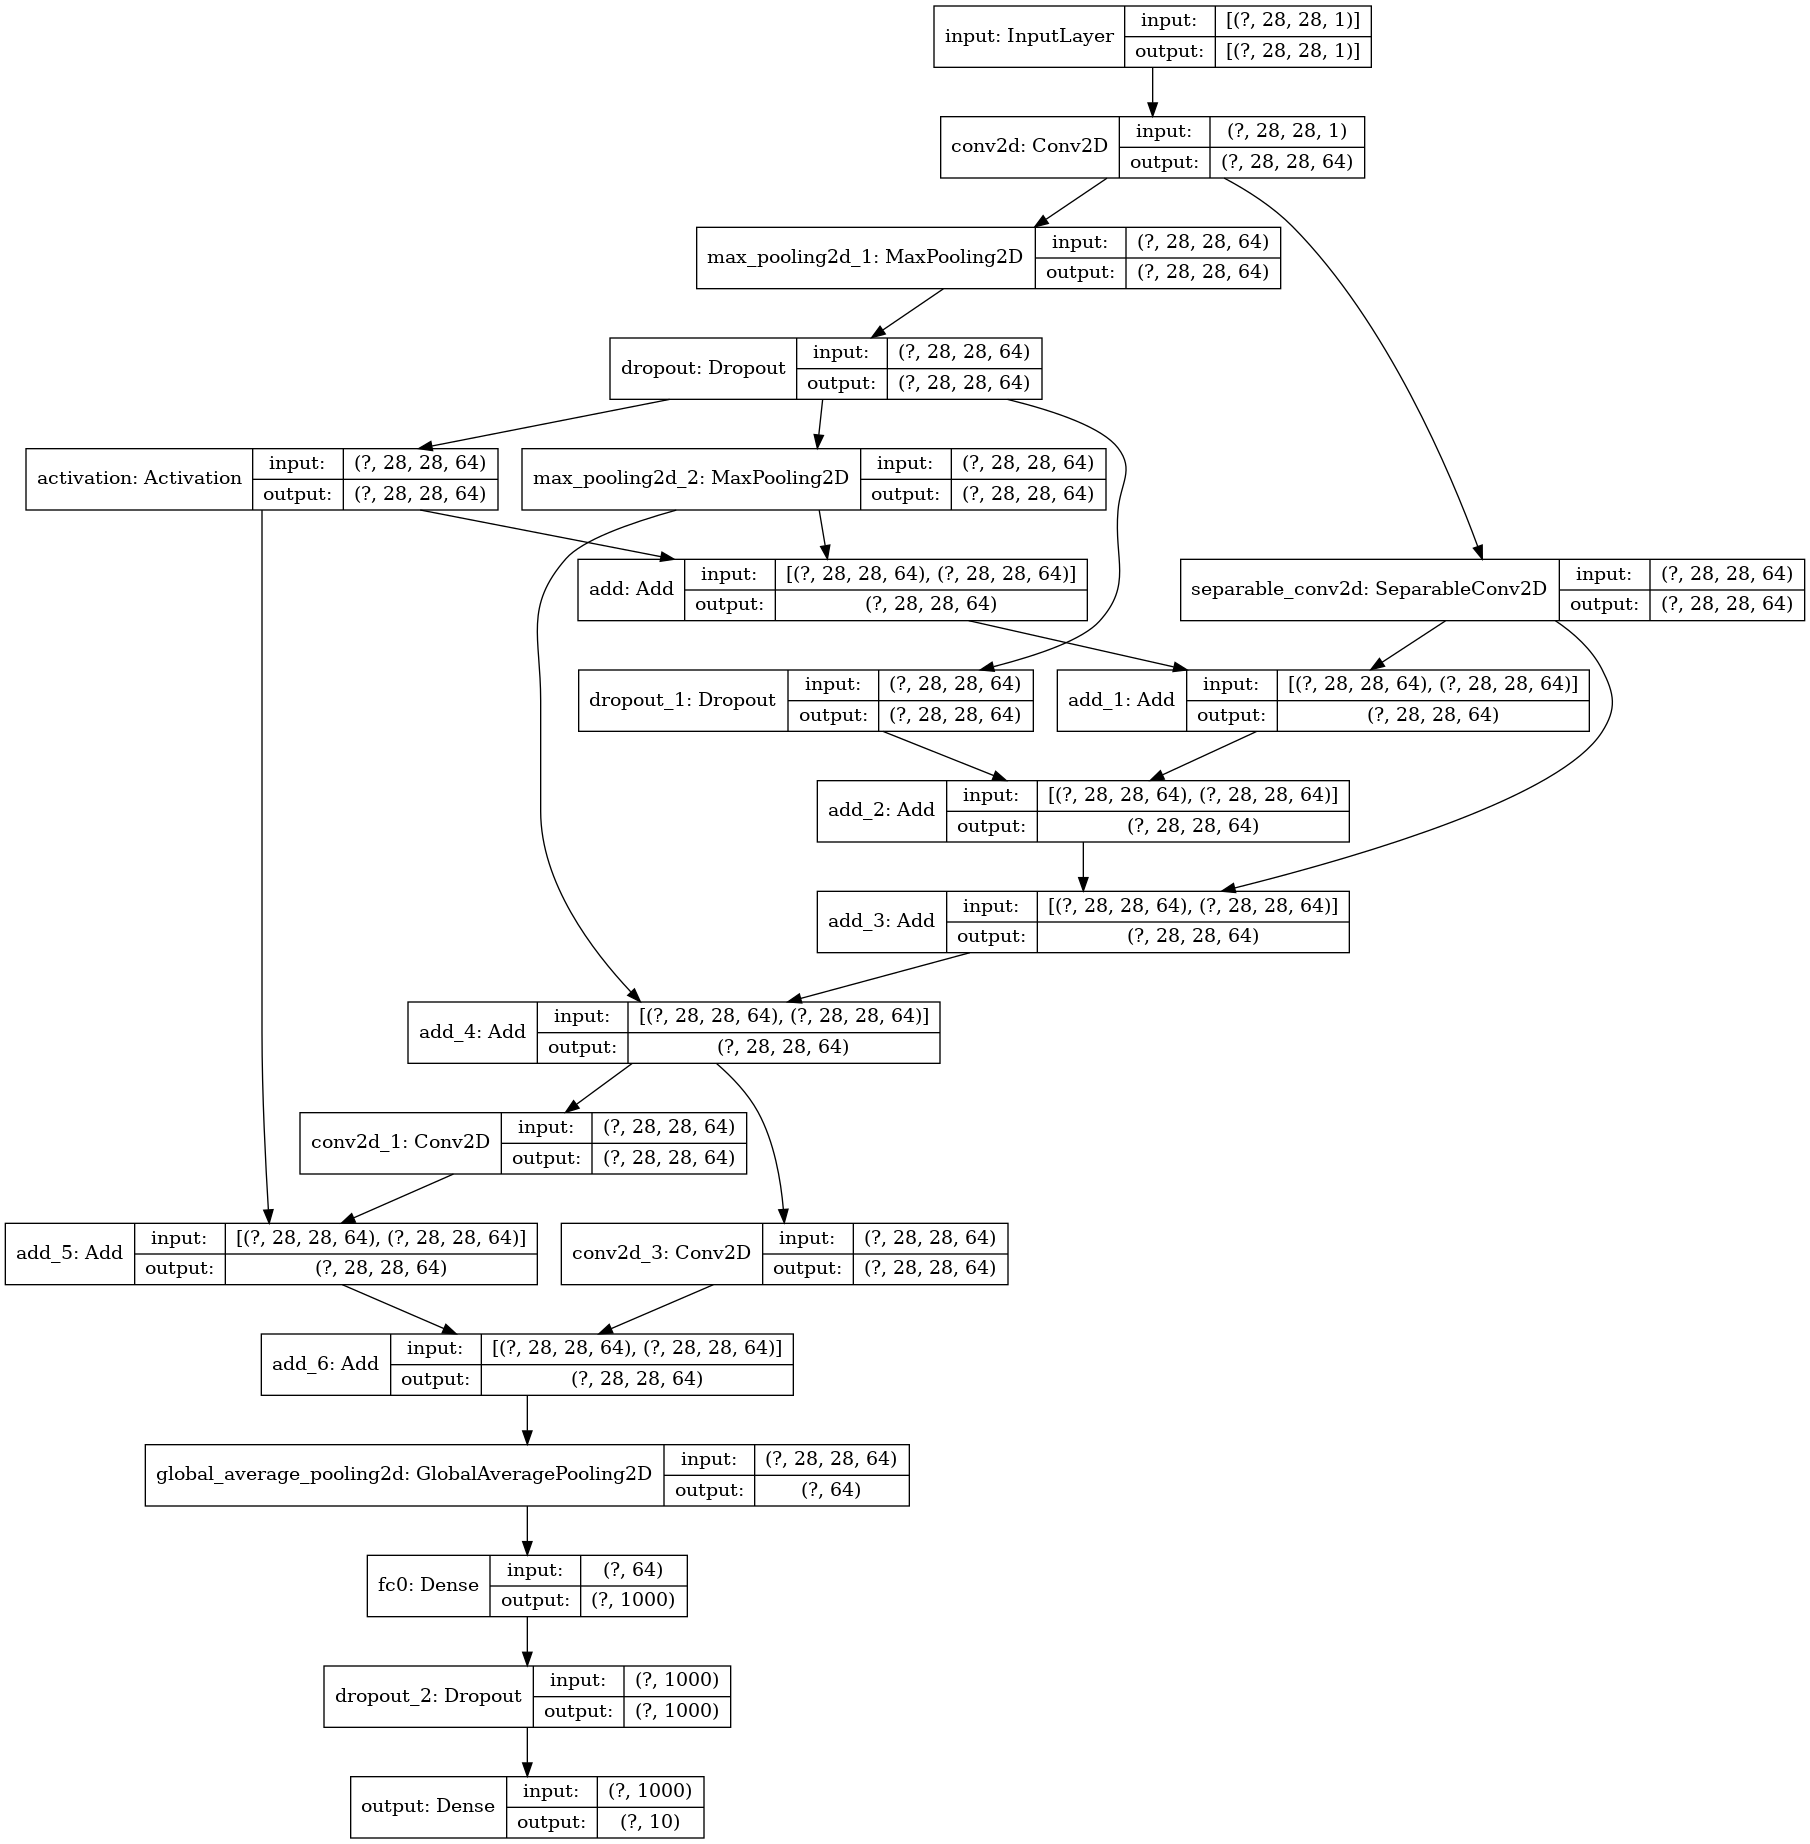 input: InputLayer
input:
[(?, 28, 28, 1)]
output:
[(?, 28, 28, 1)]
conv2d: Conv2D
input:
(?, 28, 28, 1)
output:
(?, 28, 28, 64)
max_pooling2d_1: MaxPooling2D
input:
(?, 28, 28, 64)
output:
(?, 28, 28, 64)
dropout: Dropout
input:
(?, 28, 28, 64)
output:
(?, 28, 28, 64)
activation: Activation
input:
(?, 28, 28, 64)
output:
(?, 28, 28, 64)
max_pooling2d_2: MaxPooling2D
input:
(?, 28, 28, 64)
output:
(?, 28, 28, 64)
add: Add
input:
[(?, 28, 28, 64), (?, 28, 28, 64)]
output:
(?, 28, 28, 64)
separable_conv2d: SeparableConv2D
input:
(?, 28, 28, 64)
output:
(?, 28, 28, 64)
dropout_1: Dropout
input:
(?, 28, 28, 64)
output:
(?, 28, 28, 64)
add_1: Add
input:
[(?, 28, 28, 64), (?, 28, 28, 64)]
output:
(?, 28, 28, 64)
add_2: Add
input:
[(?, 28, 28, 64), (?, 28, 28, 64)]
output:
(?, 28, 28, 64)
add_3: Add
input:
[(?, 28, 28, 64), (?, 28, 28, 64)]
output:
(?, 28, 28, 64)
add_4: Add
input:
[(?, 28, 28, 64), (?, 28, 28, 64)]
output:
(?, 28, 28, 64)
conv2d_1: Conv2D
input:
(?, 28, 28, 64)
output:
(?, 28, 28, 64)
add_5: Add
input:
[(?, 28, 28, 64), (?, 28, 28, 64)]
output:
(?, 28, 28, 64)
conv2d_3: Conv2D
input:
(?, 28, 28, 64)
output:
(?, 28, 28, 64)
add_6: Add
input:
[(?, 28, 28, 64), (?, 28, 28, 64)]
output:
(?, 28, 28, 64)
global_average_pooling2d: GlobalAveragePooling2D
input:
(?, 28, 28, 64)
output:
(?, 64)
fc0: Dense
input:
(?, 64)
output:
(?, 1000)
dropout_2: Dropout
input:
(?, 1000)
output:
(?, 1000)
output: Dense
input:
(?, 1000)
output:
(?, 10)